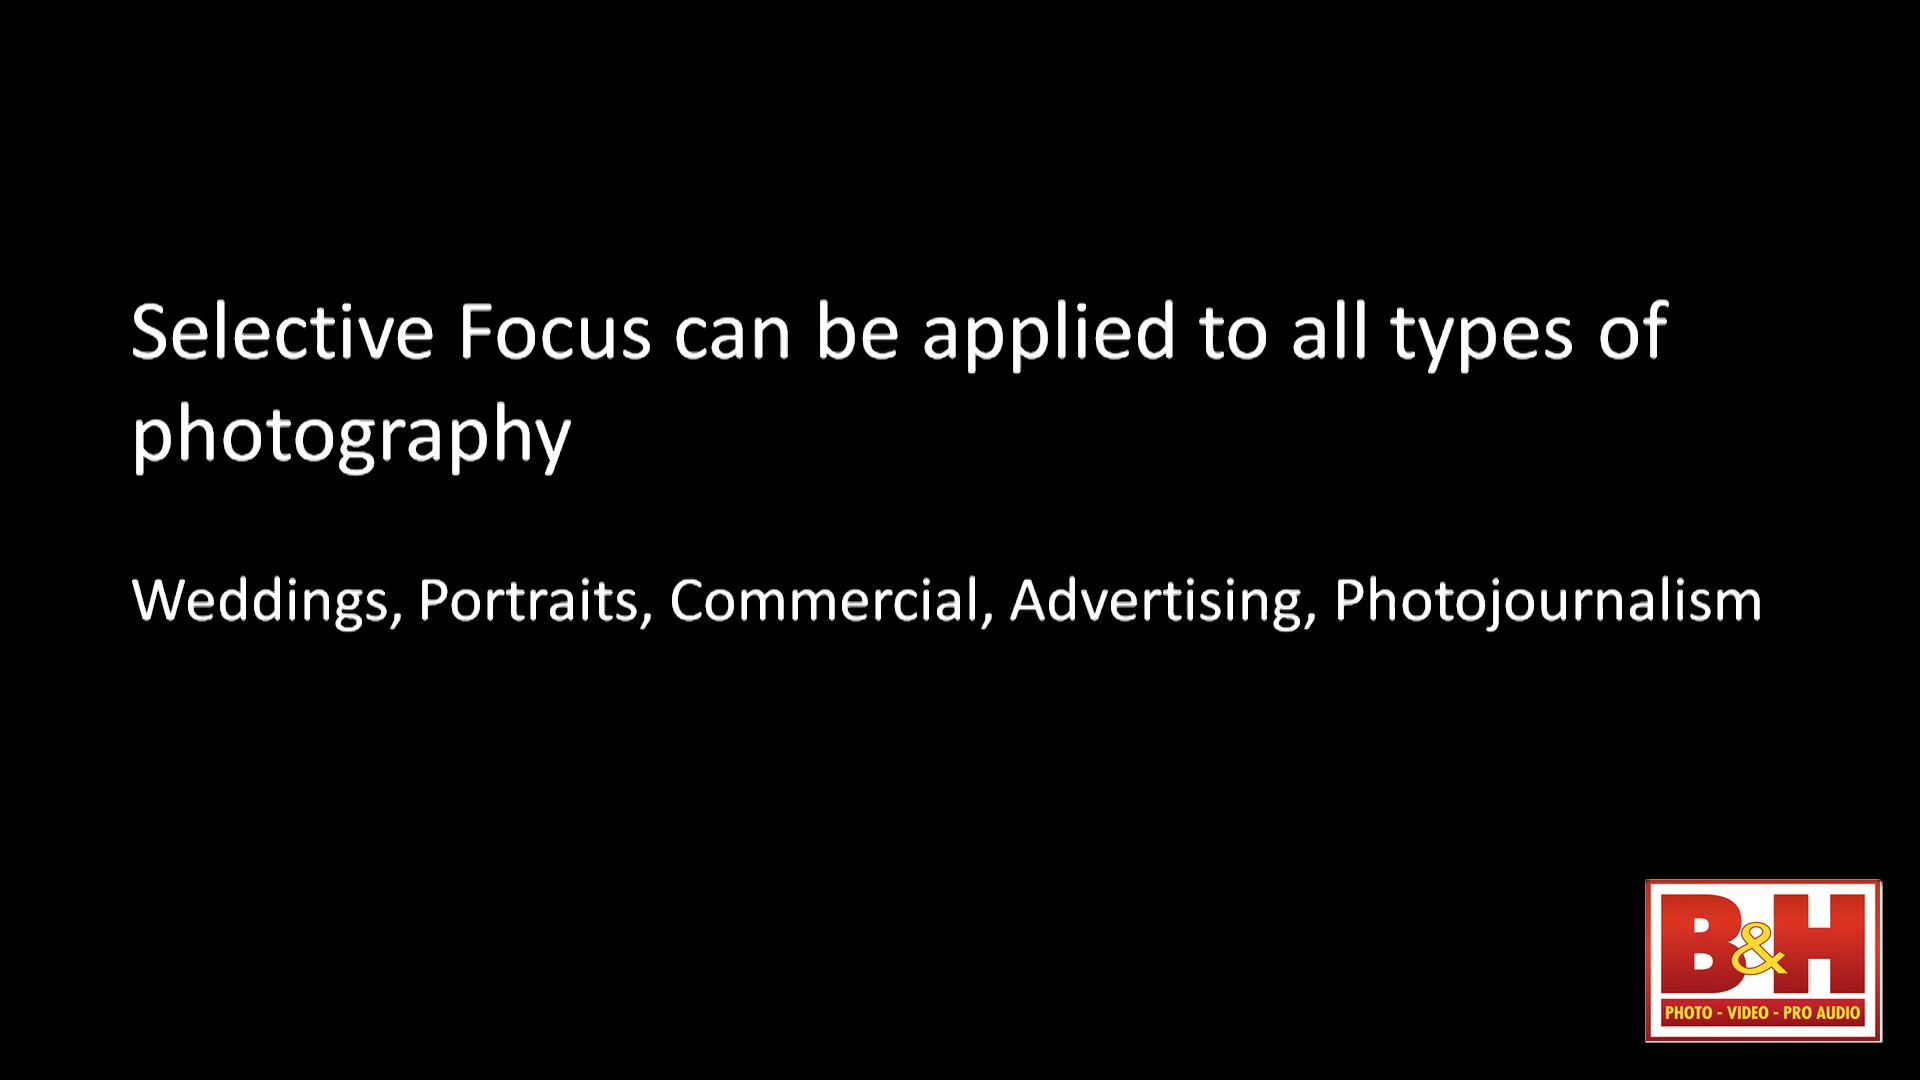 Selective Focus can be applied to all types of
photography
Weddings, Portraits, Commercial, Advertising, Photojournalism
B&H
PHOTO - VIDEO - PRO AUDIO